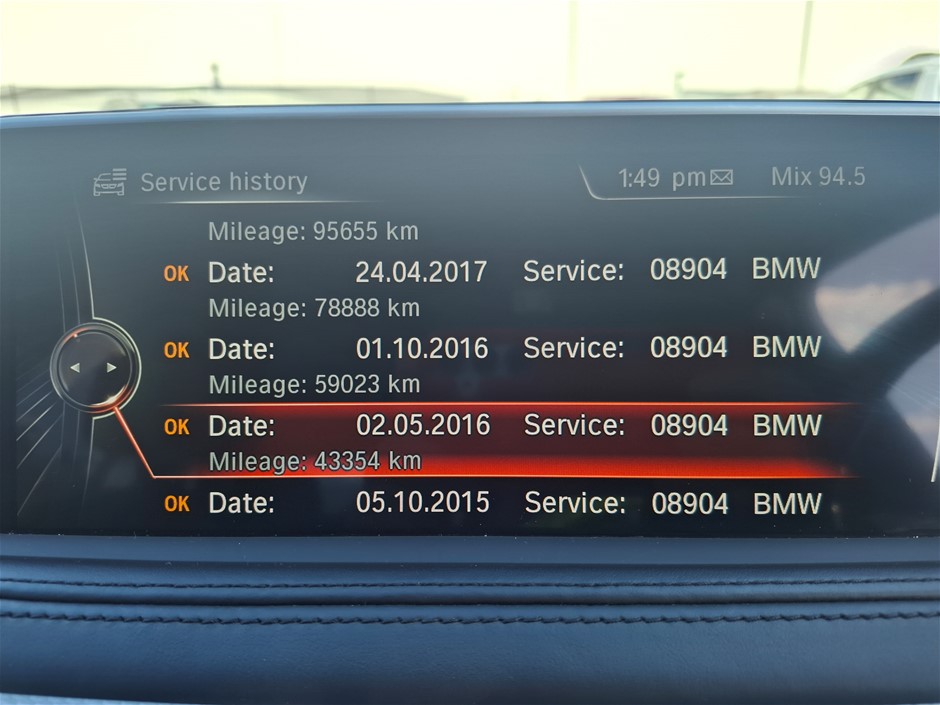 Service history 1:49 pm Mix 94.5
Mileage: 95655 km
OK Date: 24.04.2017 Service: 08904 BMW
Mileage: 78888 km
OK Date: 01.10.2016 Service: 08904 BMW
Mileage: 59023 km
OK Date: 02.05.2016 Service: 08904 BMW
Mileage: 43354 km
OK Date: 05.10.2015 Service: 08904 BMW